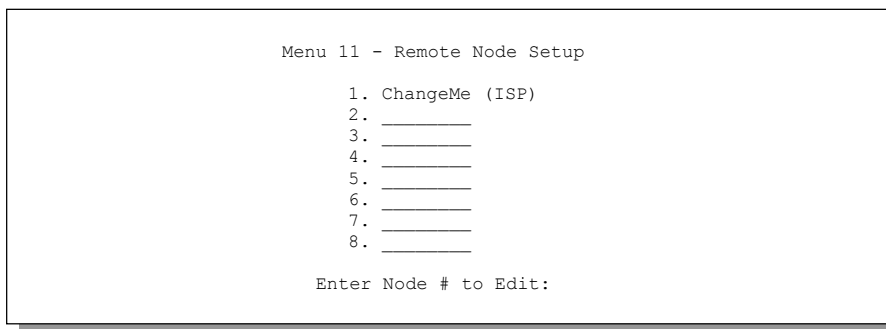 Menu 11 - Remote Node Setup
1. ChangeMe (ISP)
2. ________
3. ________
4. ________
5. ________
6. ________
7. ________
8. ________
Enter Node # to Edit: